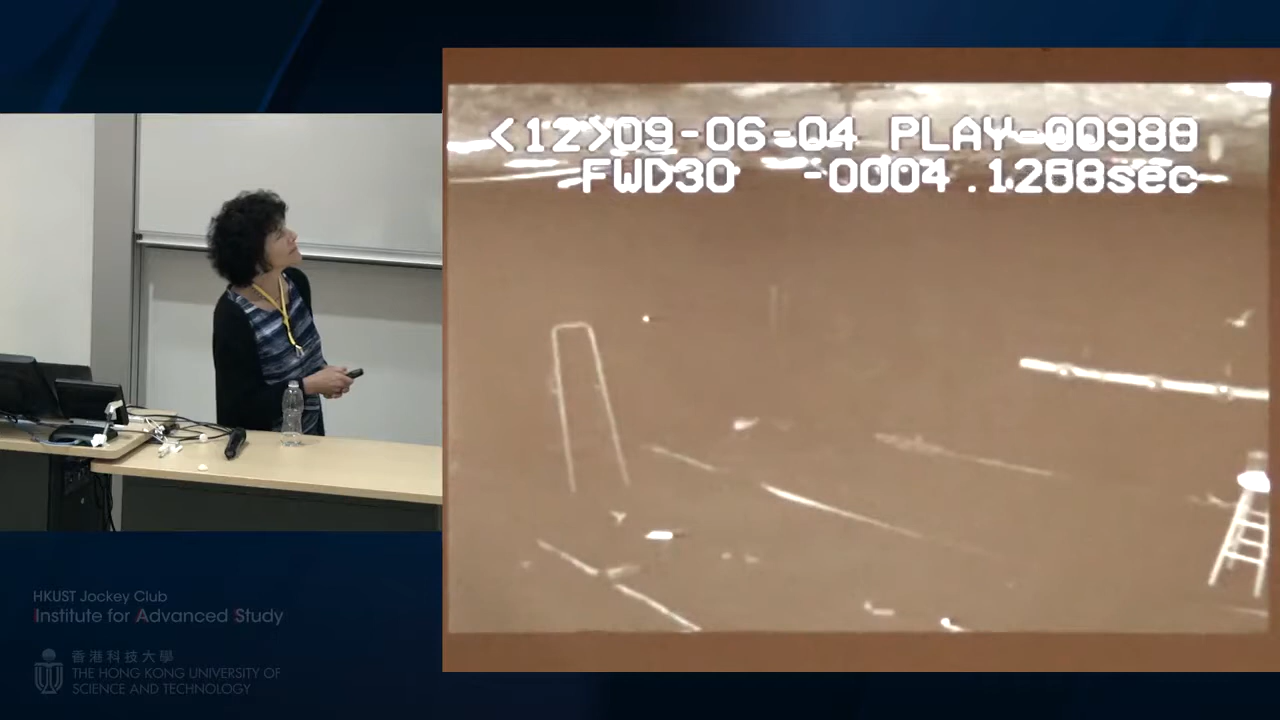 <12>09-06-04 PLAY-00988
FWD30 -0004.1268sec
HKUST Jockey Club
Institute for Advanced Study
香港科技大學
THE HONG KONG UNIVERSITY OF
SCIENCE AND TECHNOLOGY